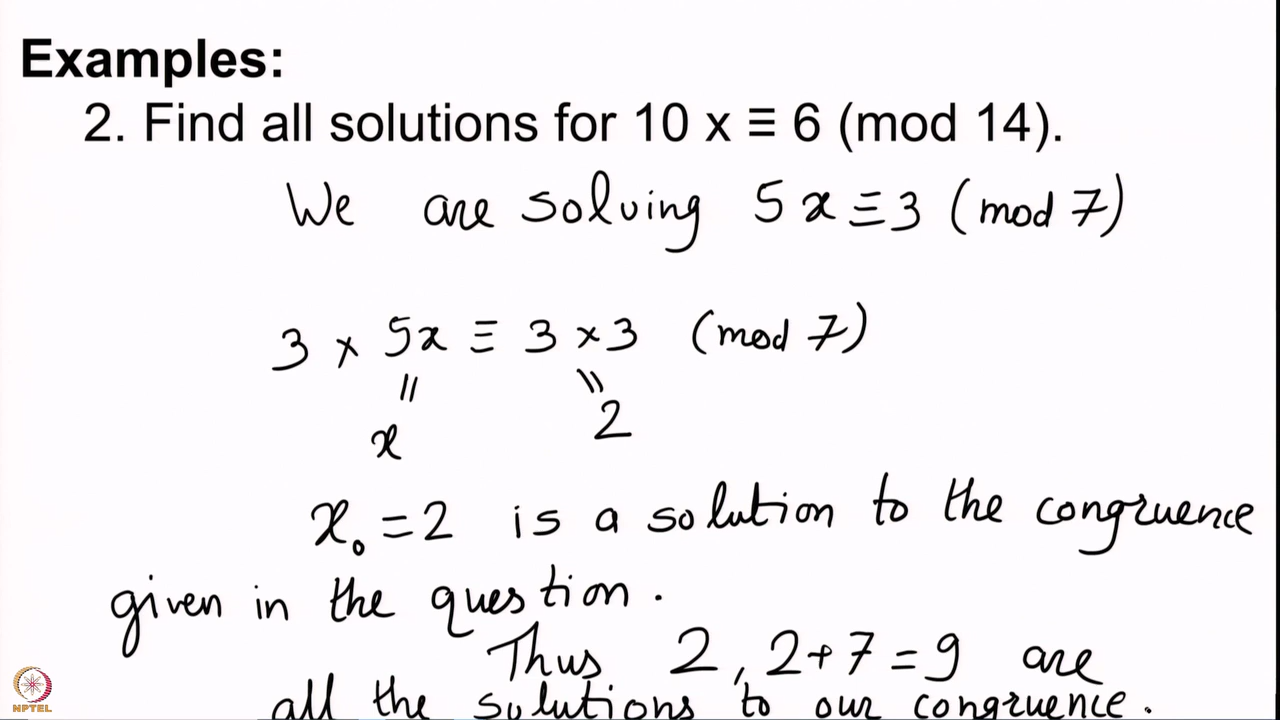 Examples:
2. Find all solutions for 10 x ≡ 6 (mod 14).
We are solving 5x ≡ 3 (mod 7)
3 × 5x ≡ 3 × 3 (mod 7)
= =
x 2
x₀ = 2 is a solution to the congruence
given in the question.
Thus 2, 2+7=9 are
all the solutions to our congruence.
NPTEL